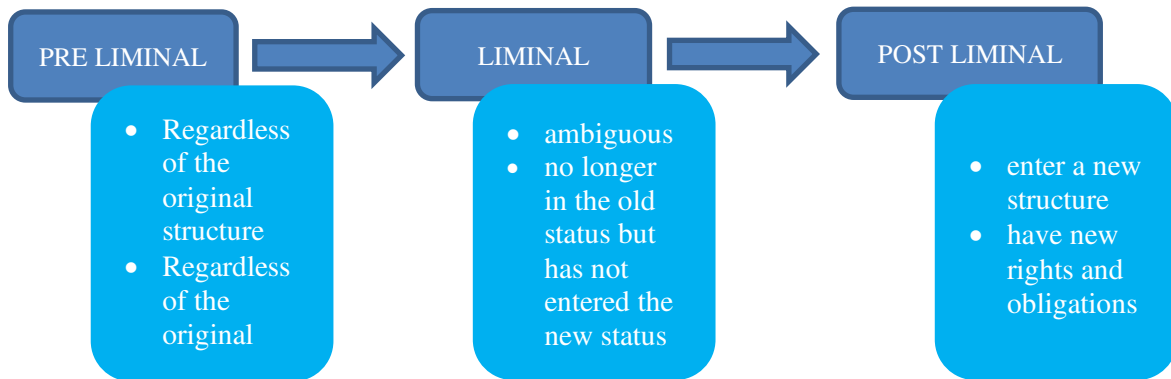 PRE LIMINAL
• Regardless
of the
original
structure
• Regardless
of the
original
LIMINAL
• ambiguous
• no longer
in the old
status but
has not
entered the
new status
POST LIMINAL
• enter a new
structure
• have new
rights and
obligations